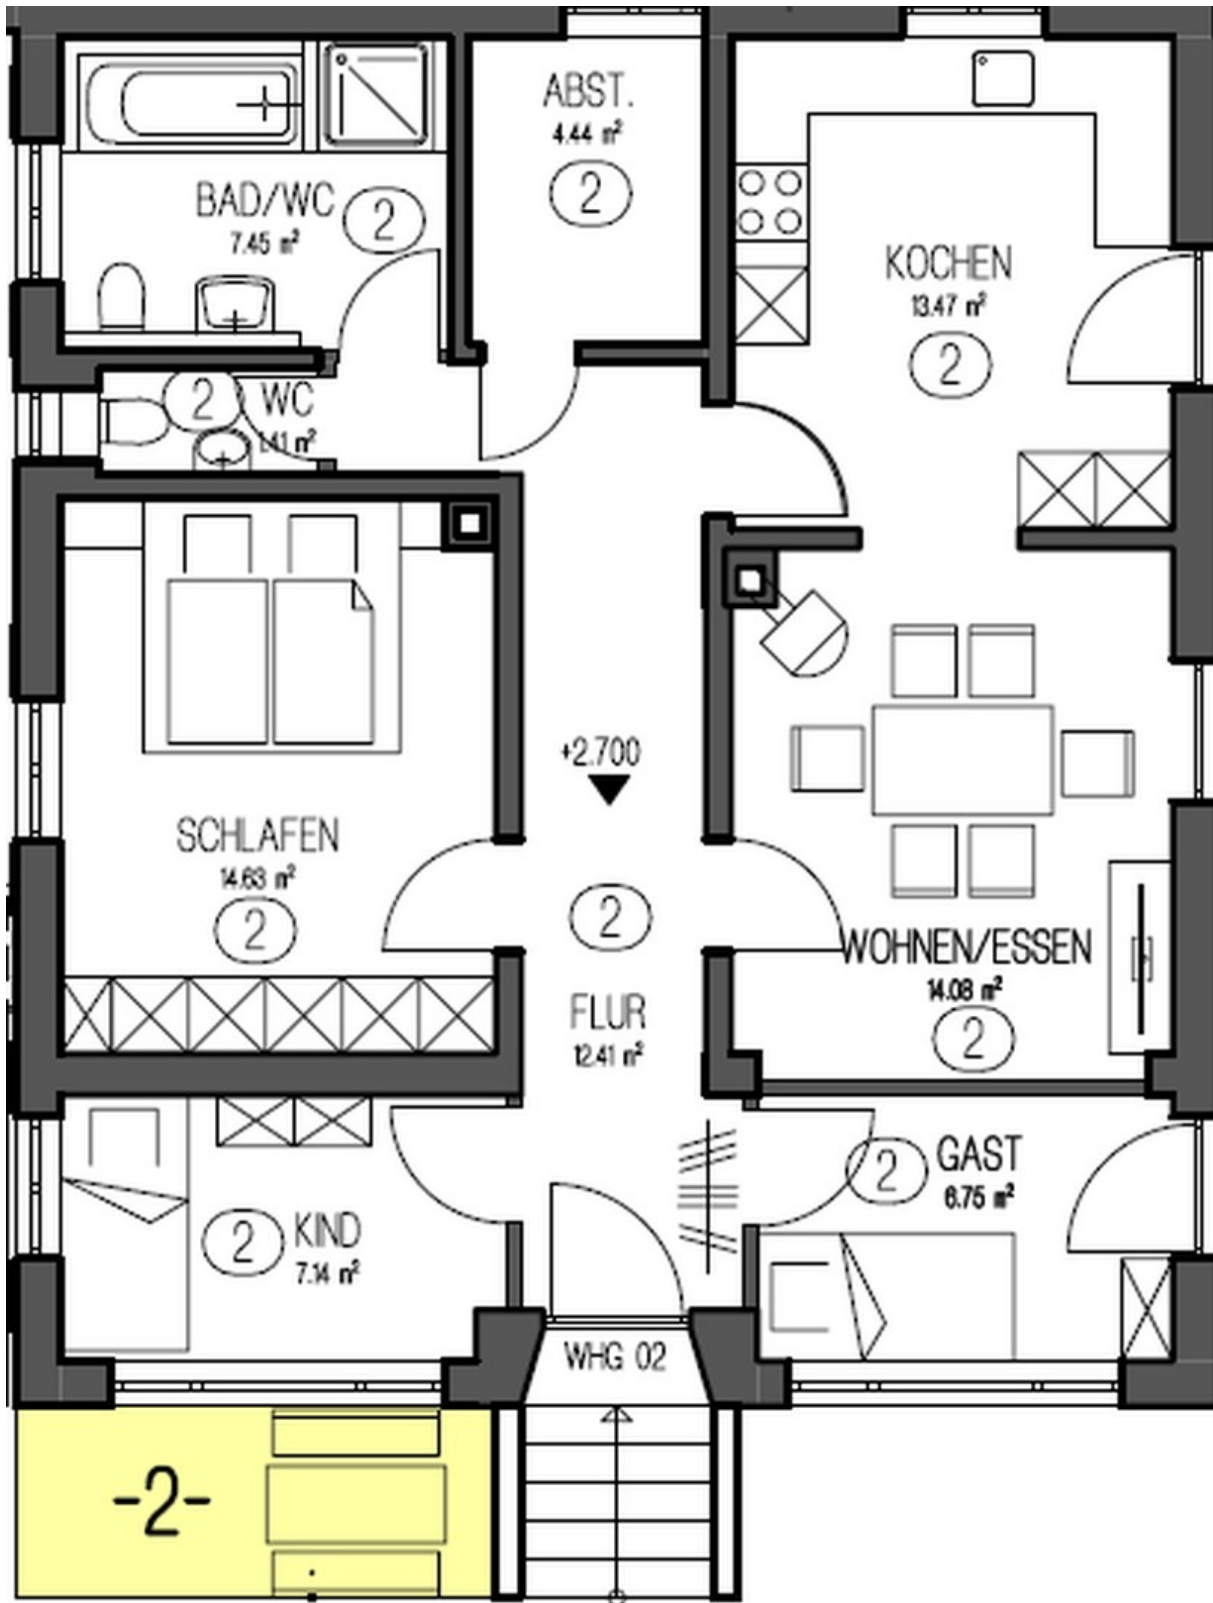 ABST.
4.44 m²
2
BAD/WC
7.45 m²
2
KOCHEN
13.47 m²
2
2
WC
1.41 m²
+2.700
SCHLAFEN
14.63 m²
2
2
FLUR
12.41 m²
WOHNEN/ESSEN
14.08 m²
2
2
KIND
7.14 m²
2
GAST
6.75 m²
WHG 02
-2-